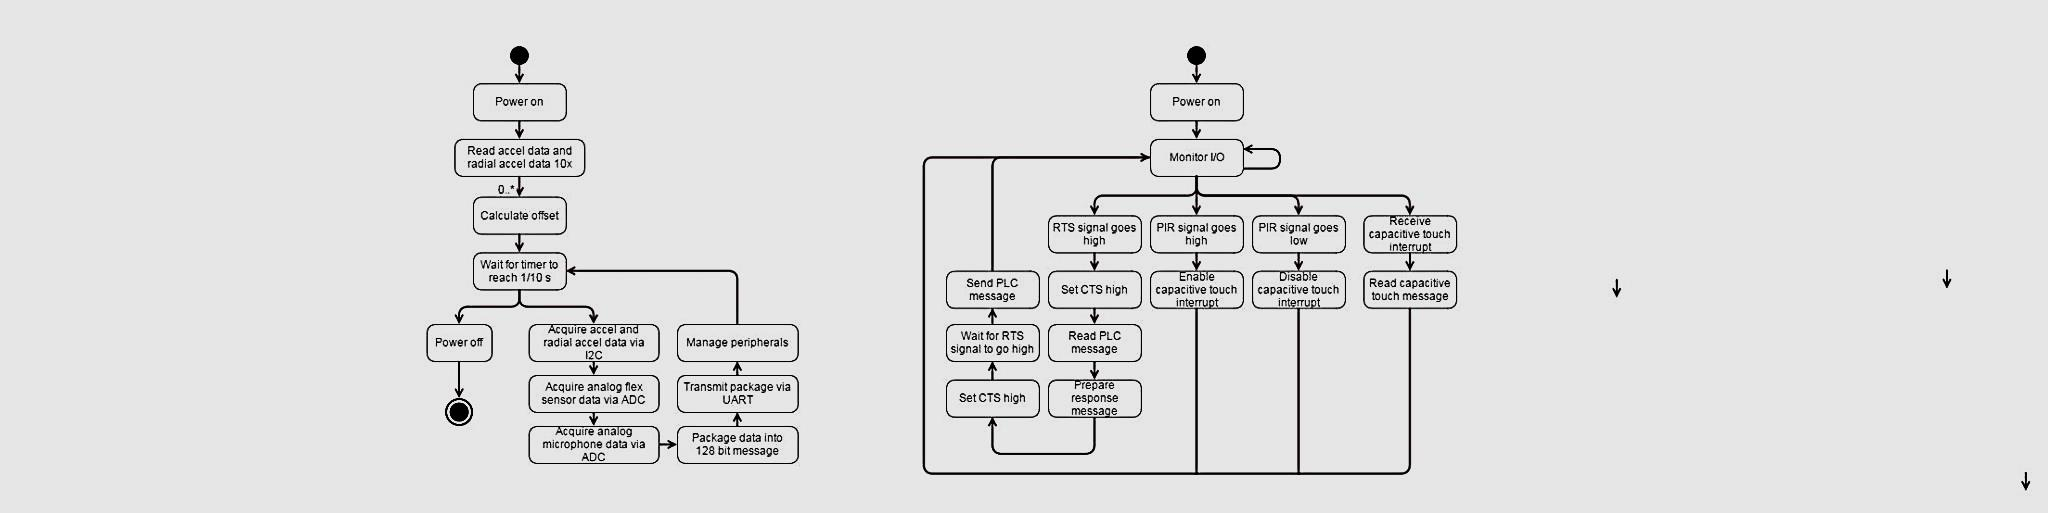 Power on
Read accel data and
radial accel data 10x
0..*
Calculate offset
Wait for timer to
reach 1/10 s
Power off
Acquire accel and
radial accel data via
I2C
Acquire analog flex
sensor data via ADC
Acquire analog
microphone data via
ADC
Manage peripherals
Transmit package via
UART
Package data into
128 bit message
Power on
Monitor I/O
RTS signal goes
high
PIR signal goes
high
PIR signal goes
low
Receive
capacitive touch
interrupt
Send PLC
message
Set CTS high
Enable
capacitive touch
interrupt
Disable
capacitive touch
interrupt
Read capacitive
touch message
Wait for RTS
signal to go high
Read PLC
message
Set CTS high
Prepare
response
message